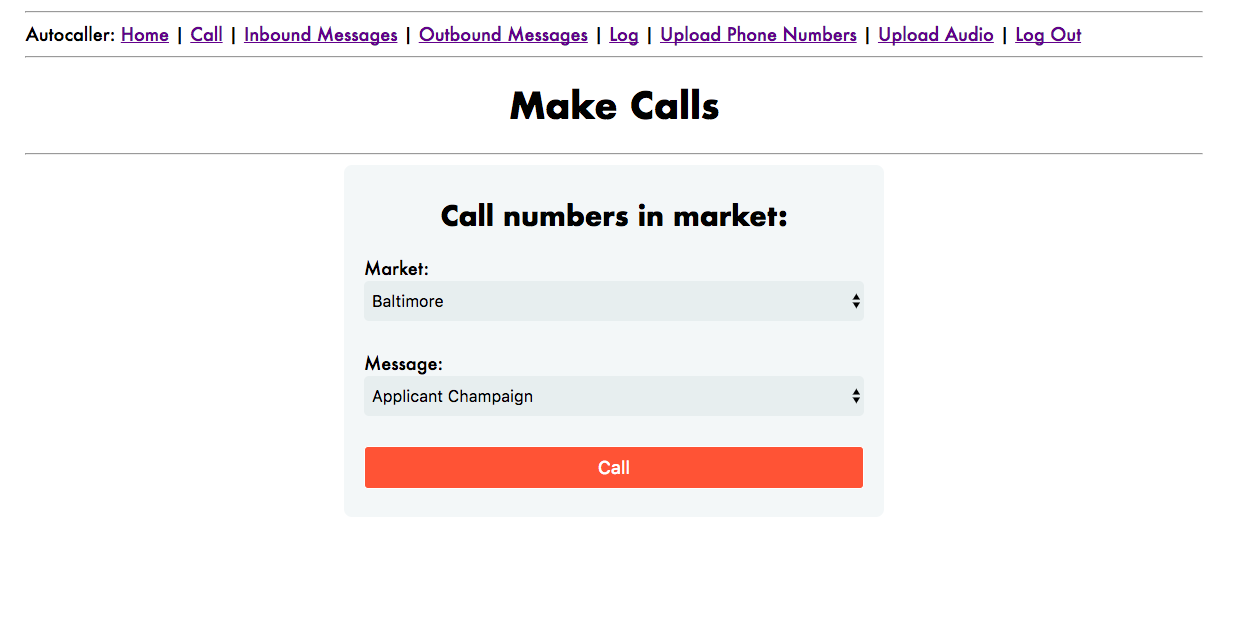 Autocaller: Home | Call | Inbound Messages | Outbound Messages | Log | Upload Phone Numbers | Upload Audio | Log Out
Make Calls
Call numbers in market:
Market:
Baltimore
Message:
Applicant Champaign
Call